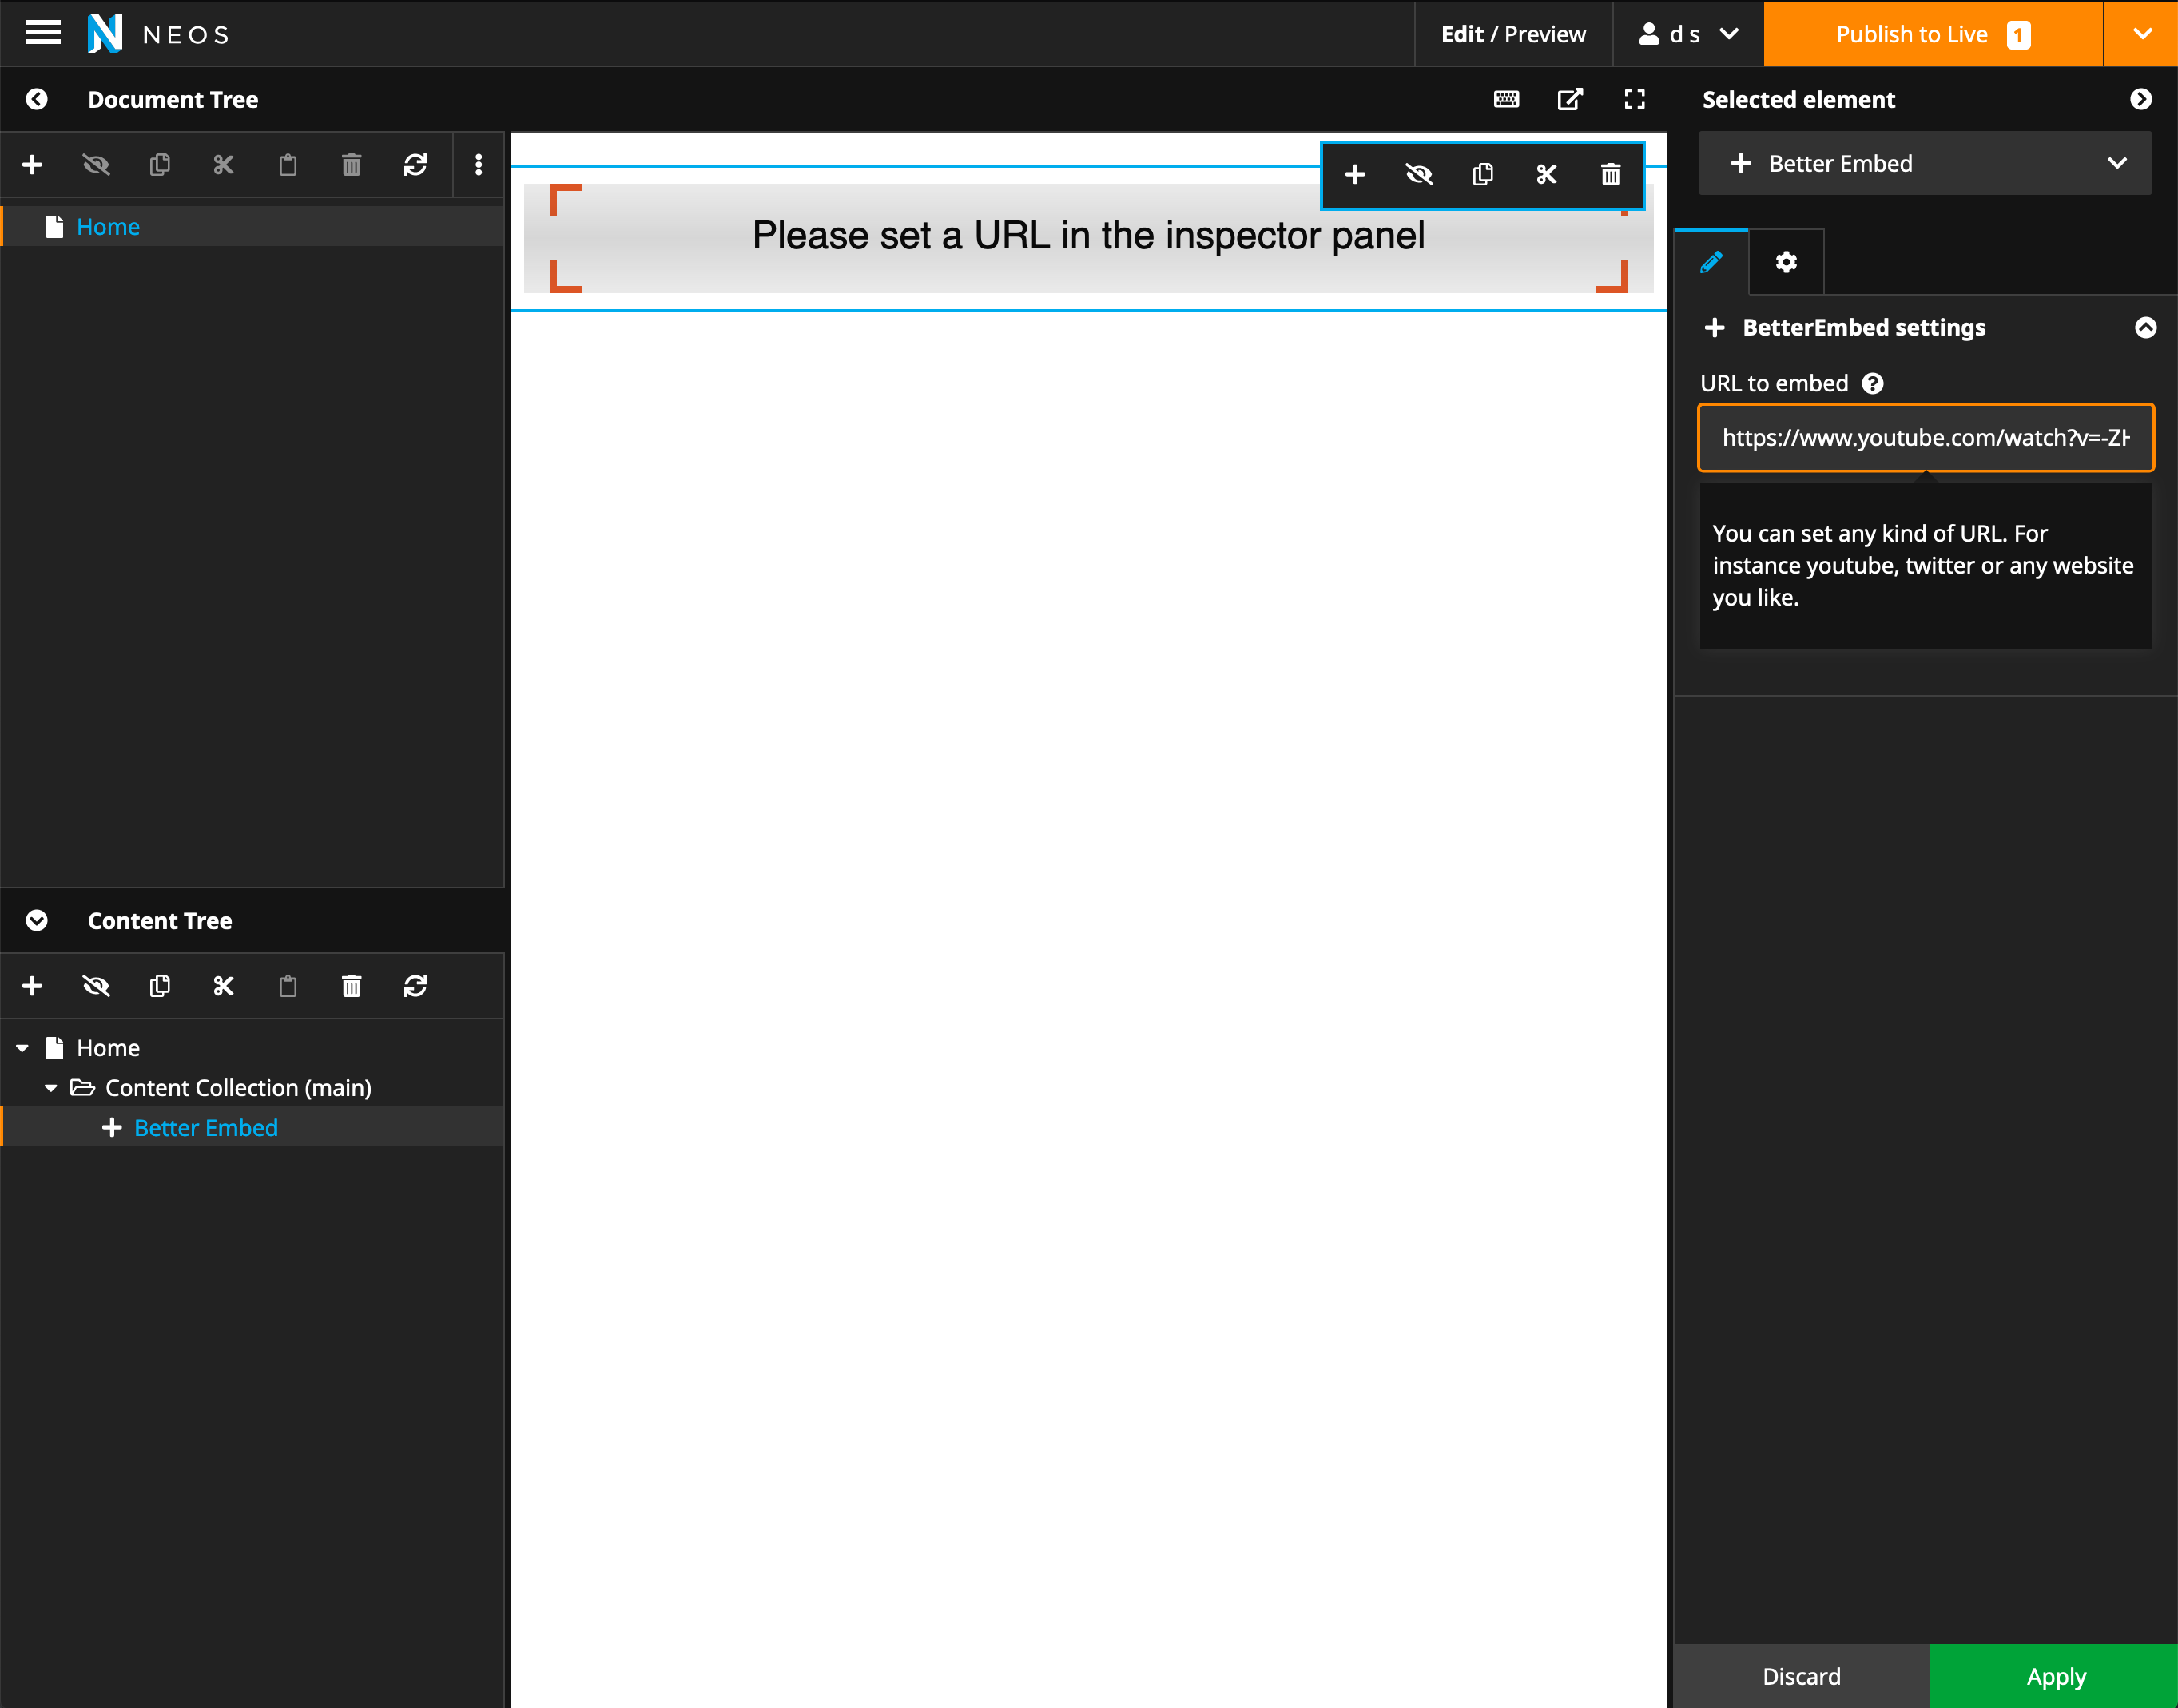 NEOS
Edit / Preview
d s
Publish to Live 1
Document Tree
Selected element
Better Embed
Home
Please set a URL in the inspector panel
BetterEmbed settings
URL to embed
https://www.youtube.com/watch?v=-ZH
You can set any kind of URL. For
instance youtube, twitter or any website
you like.
Content Tree
Home
Content Collection (main)
Better Embed
Discard
Apply